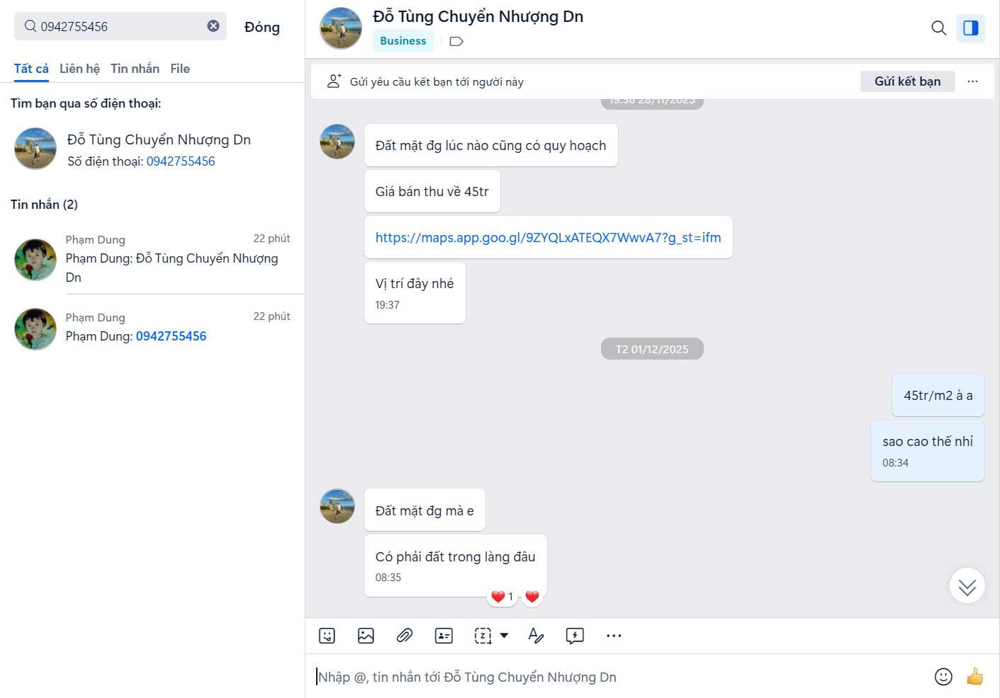 0942755456
Đóng
Tất cả
Liên hệ
Tin nhắn
File
Tìm bạn qua số điện thoại:
Đỗ Tùng Chuyển Nhượng Dn
Số điện thoại: 0942755456
Tin nhắn (2)
Phạm Dung
22 phút
Phạm Dung: Đỗ Tùng Chuyển Nhượng
Dn
Phạm Dung
22 phút
Phạm Dung: 0942755456
Đỗ Tùng Chuyển Nhượng Dn
Business
Gửi yêu cầu kết bạn tới người này
Gửi kết bạn
19:36 28/11/2025
Đất mặt đg lúc nào cũng có quy hoạch
Giá bán thu về 45tr
https://maps.app.goo.gl/9ZYQLxATEQX7WwvA7?g_st=ifm
Vị trí đây nhé
19:37
T2 01/12/2025
45tr/m2 à a
sao cao thế nhỉ
08:34
Đất mặt đg mà e
Có phải đất trong làng đâu
08:35
1
Nhập @, tin nhắn tới Đỗ Tùng Chuyển Nhượng Dn